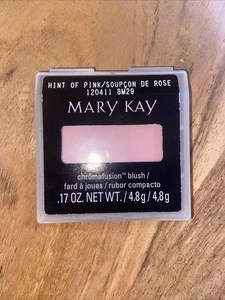 HINT OF PINK/SOUPÇON DE ROSE
120411 8M29
MARY KAY
chromafusion™ blush/
fard à joues / rubor compacto
.17 OZ. NET WT. / 4.8g / 4,8g